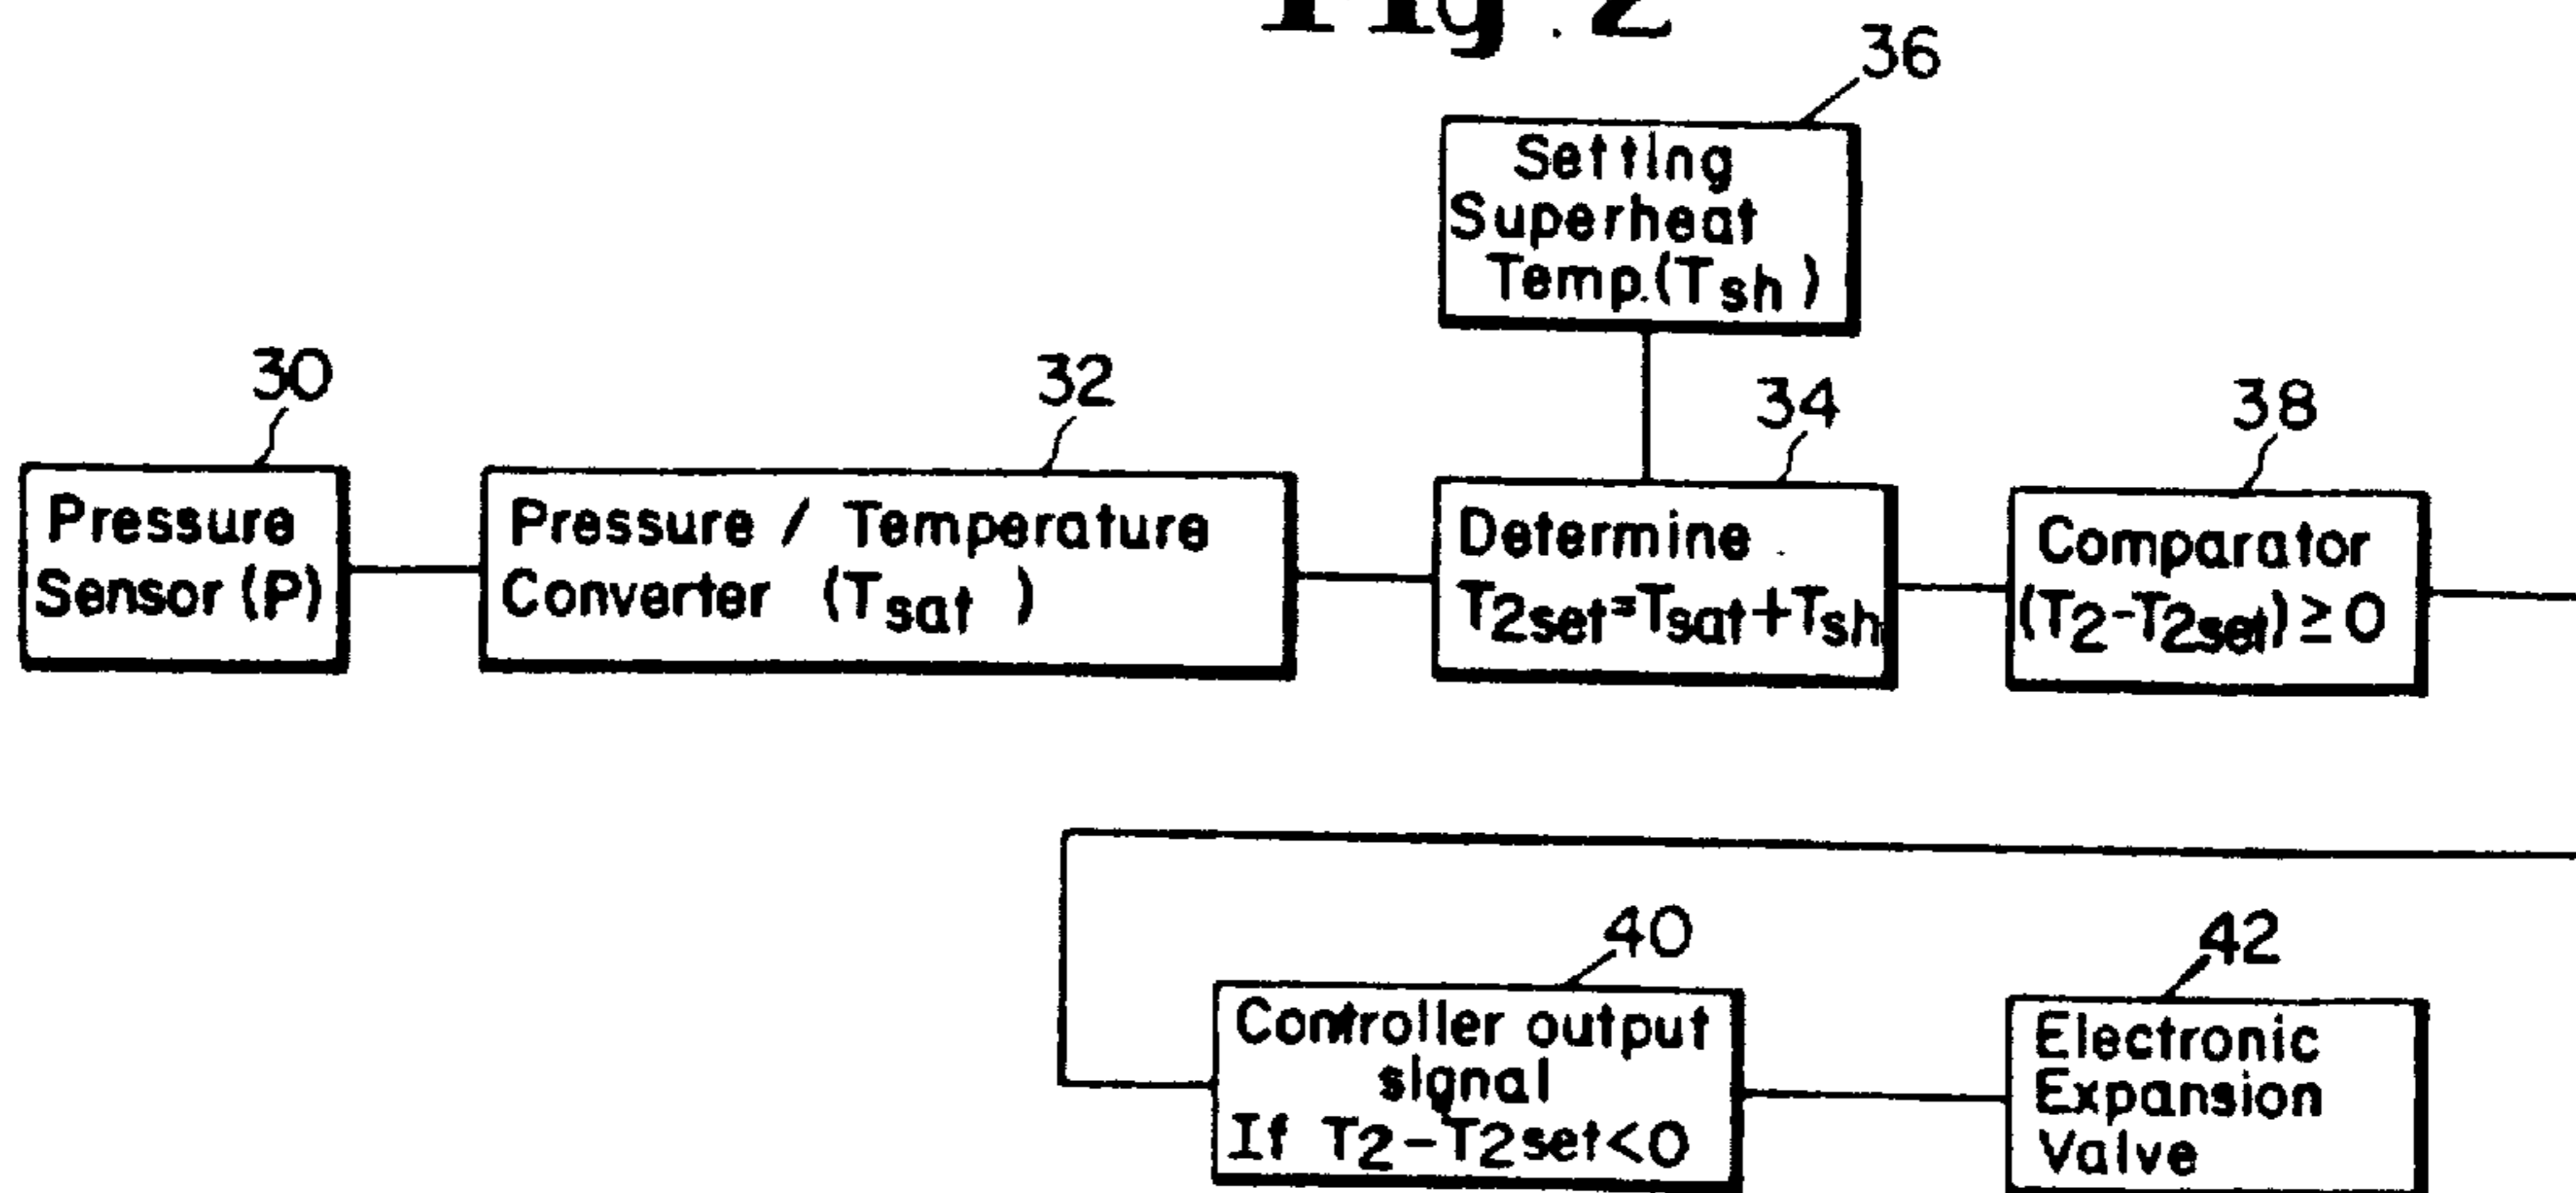 Fig. 2
36
Setting
Superheat
Temp.(Tsh)
30
32
34
38
Pressure
Sensor (P)
Pressure / Temperature
Converter (Tsat)
Determine
T2set=Tsat+Tsh
Comparator
(T2-T2set)≥0
40
42
Controller output
signal
If T2-T2set<0
Electronic
Expansion
Valve